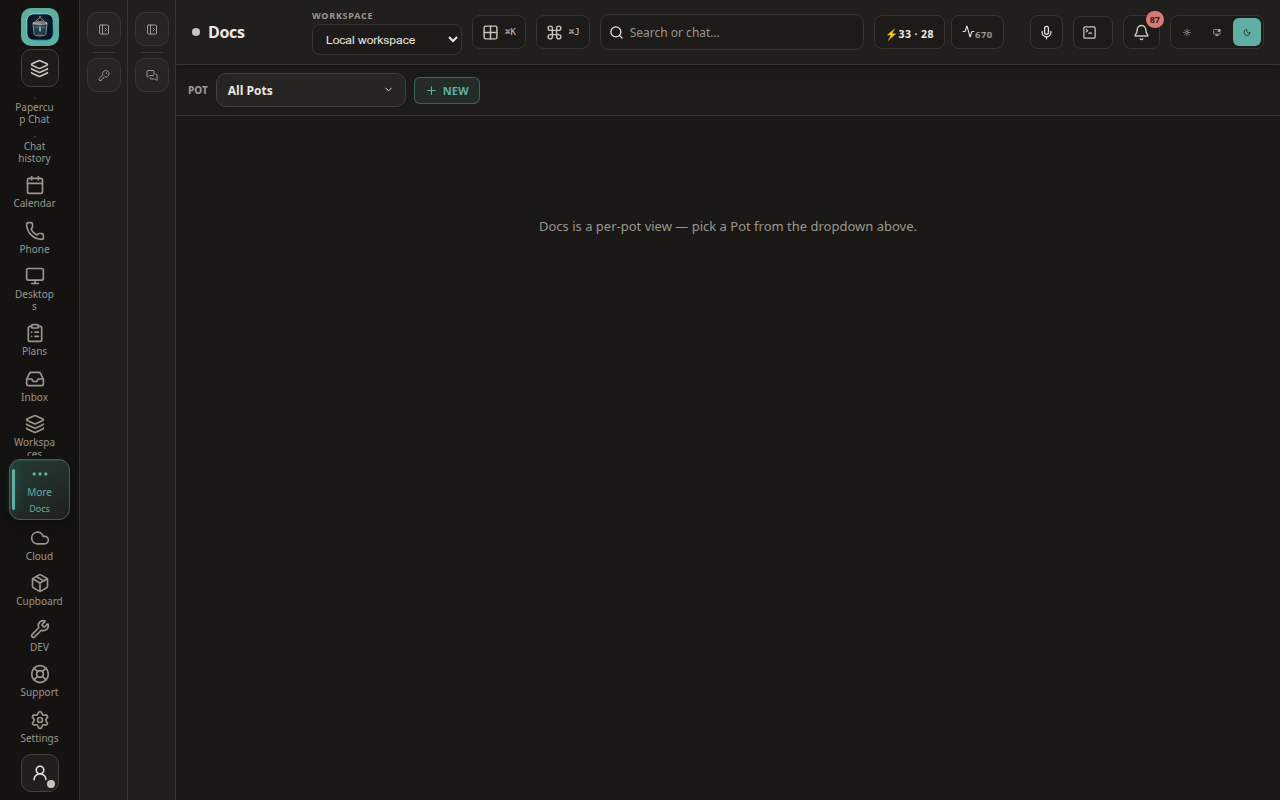 Docs
WORKSPACE
Local workspace
⌘K
⌘J
Search or chat...
⚡33 · 28
670
87
POT
All Pots
NEW
Papercu
p Chat
Chat
history
Calendar
Phone
Desktop
s
Plans
Inbox
Workspa
ces
More
Docs
Cloud
Cupboard
DEV
Support
Settings
Docs is a per-pot view — pick a Pot from the dropdown above.